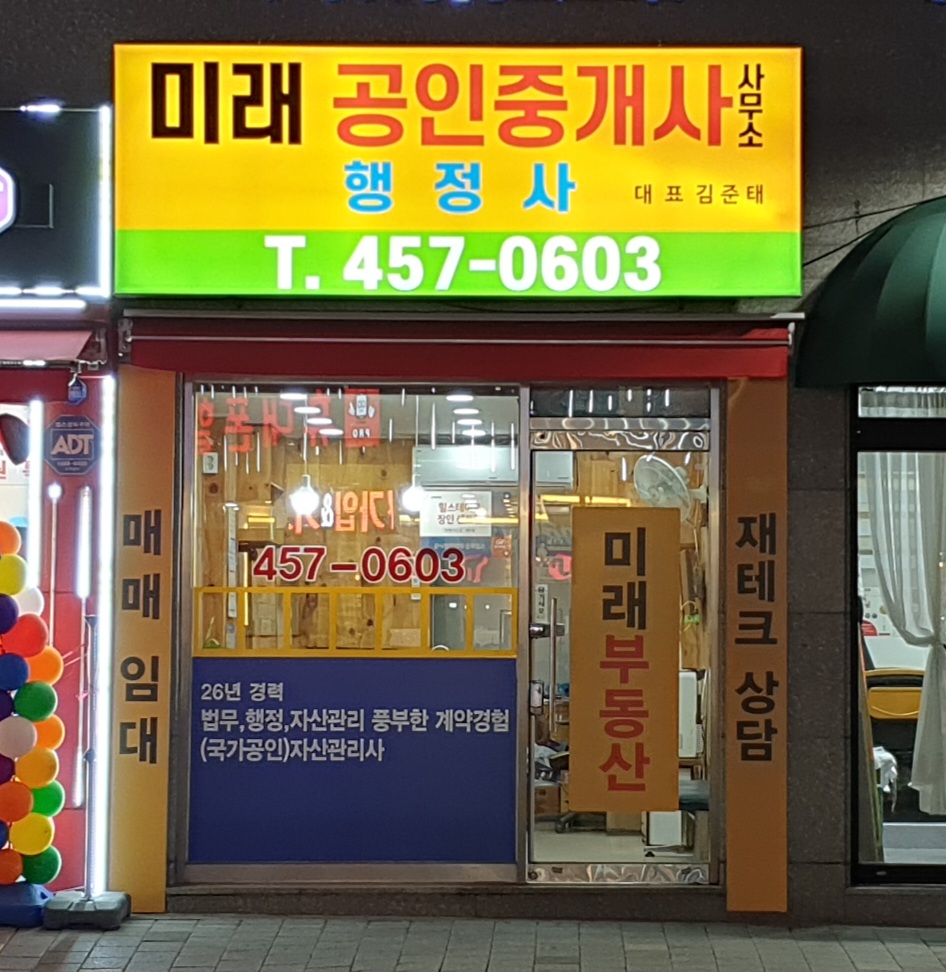 미래 공인중개사 사무소
행정사 대표 김준태
T. 457-0603
ADT
457-0603
매매 임대
26년 경력
법무,행정,자산관리 풍부한 계약경험
(국가공인)자산관리사
미래부동산
재테크 상담